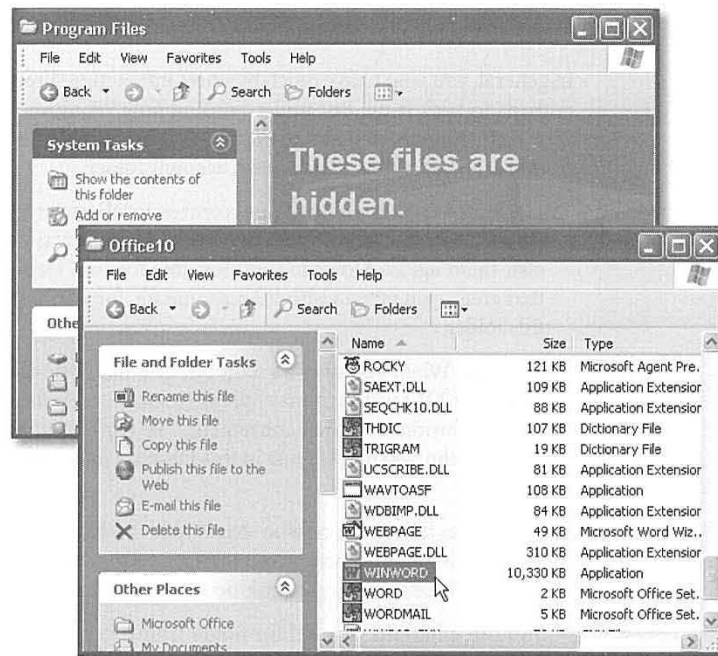 Program Files
File Edit View Favorites Tools Help
Back Search Folders
System Tasks
Show the contents of
this folder
Add or remove
These files are
hidden.
Office10
File Edit View Favorites Tools Help
Back Search Folders
File and Folder Tasks
Rename this file
Move this file
Copy this file
Publish this file to the
Web
E-mail this file
Delete this file
Other Places
Microsoft Office
My Documents
Name Size Type
ROCKY 121 KB Microsoft Agent Pre.
SAEXT.DLL 109 KB Application Extension
SEQCHK10.DLL 88 KB Application Extension
THDIC 107 KB Dictionary File
TRIGRAM 19 KB Dictionary File
UCSCRIBE.DLL 81 KB Application Extension
WAVTOASF 108 KB Application
WDBIMP.DLL 84 KB Application Extension
WEBPAGE 49 KB Microsoft Word Wiz..
WEBPAGE.DLL 310 KB Application Extension
WINWORD 10,330 KB Application
WORD 2 KB Microsoft Office Set.
WORDMAIL 5 KB Microsoft Office Set.